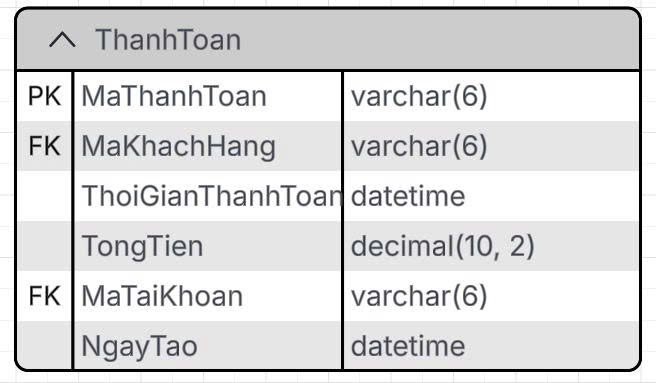 ThanhToan
PK MaThanhToan varchar(6)
FK MaKhachHang varchar(6)
ThoiGianThanhToan datetime
TongTien decimal(10, 2)
FK MaTaiKhoan varchar(6)
NgayTao datetime